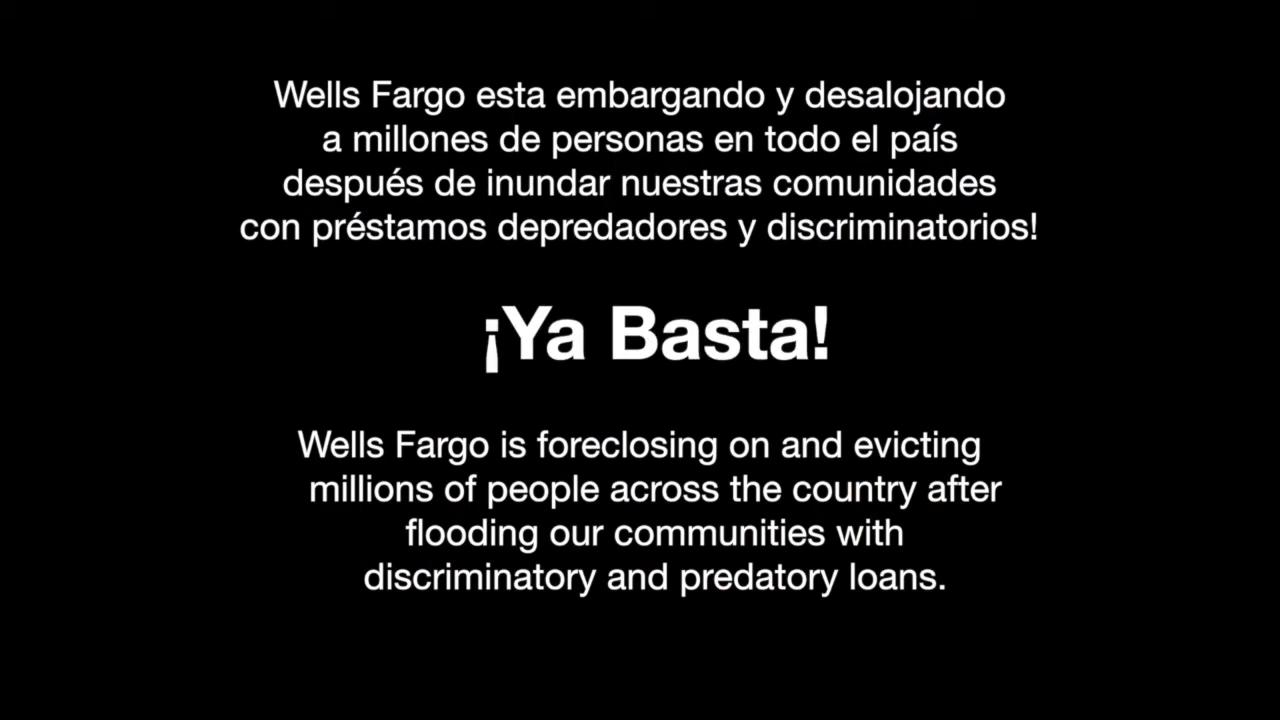 Wells Fargo esta embargando y desalojando
a millones de personas en todo el país
después de inundar nuestras comunidades
con préstamos depredadores y discriminatorios!
¡Ya Basta!
Wells Fargo is foreclosing on and evicting
millions of people across the country after
flooding our communities with
discriminatory and predatory loans.